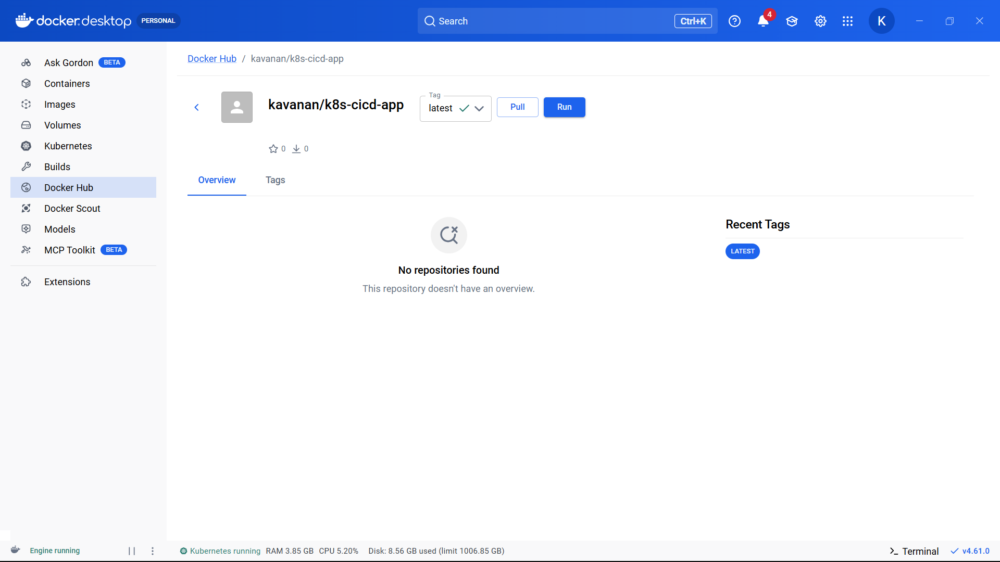 docker.desktop PERSONAL
Search Ctrl+K 4 K
Ask Gordon BETA
Containers
Images
Volumes
Kubernetes
Builds
Docker Hub
Docker Scout
Models
MCP Toolkit BETA
Extensions
Docker Hub / kavanan/k8s-cicd-app
kavanan/k8s-cicd-app
Tag
latest
Pull
Run
0 0
Overview Tags
No repositories found
This repository doesn't have an overview.
Recent Tags
LATEST
Engine running
Kubernetes running RAM 3.85 GB CPU 5.20% Disk: 8.56 GB used (limit 1006.85 GB)
Terminal v4.61.0